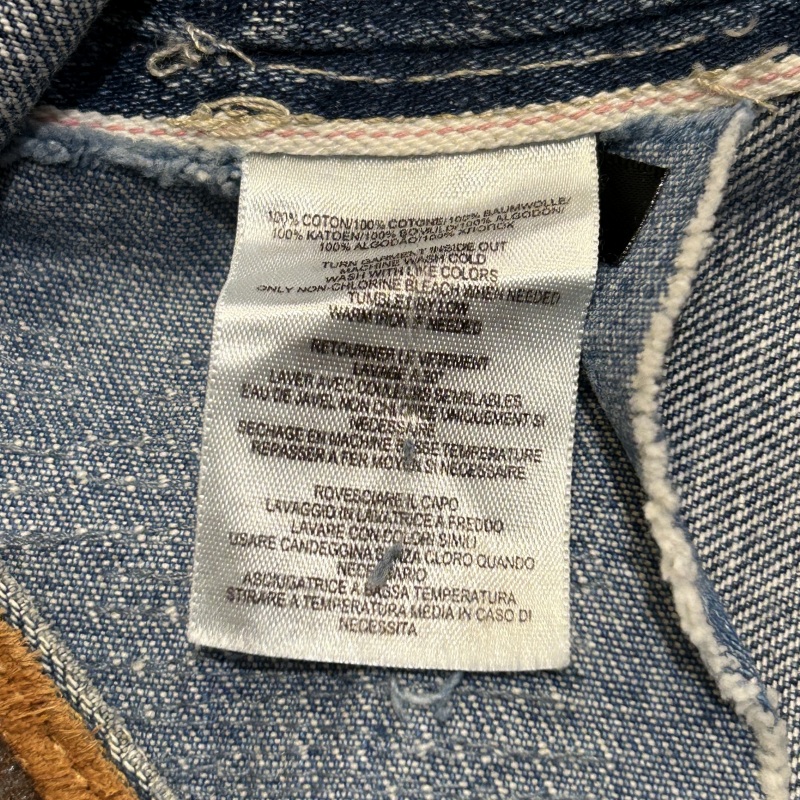 100% COTON/100% COTONE/100% BAUMWOLLE/
100% KATOEN/100% BOMULD/100% ALGODON/
100% ALGODAO/100% ХЛОПОК
TURN GARMENT INSIDE OUT
MACHINE WASH COLD
WASH WITH LIKE COLORS
ONLY NON-CHLORINE BLEACH WHEN NEEDED
TUMBLE DRY LOW
WARM IRON IF NEEDED
RETOURNER LE VETEMENT
LAVAGE A
LAVER AVEC COULEURS SEMBLABLES
EAU DE JAVEL NON CHLOREE UNIQUEMENT SI
NECESSAIRE
SECHAGE EN MACHINE BASSE TEMPERATURE
REPASSER A FER MOYEN SI NECESSAIRE
ROVESCIARE IL CAPO
LAVAGGIO IN LAVATRICE A FREDDO
LAVARE CON COLORI SIMILI
USARE CANDEGGINA SENZA CLORO QUANDO
NECESSARIO
ASCIUGATRICE A BASSA TEMPERATURA
STIRARE A TEMPERATURA MEDIA IN CASO DI
NECESSITA